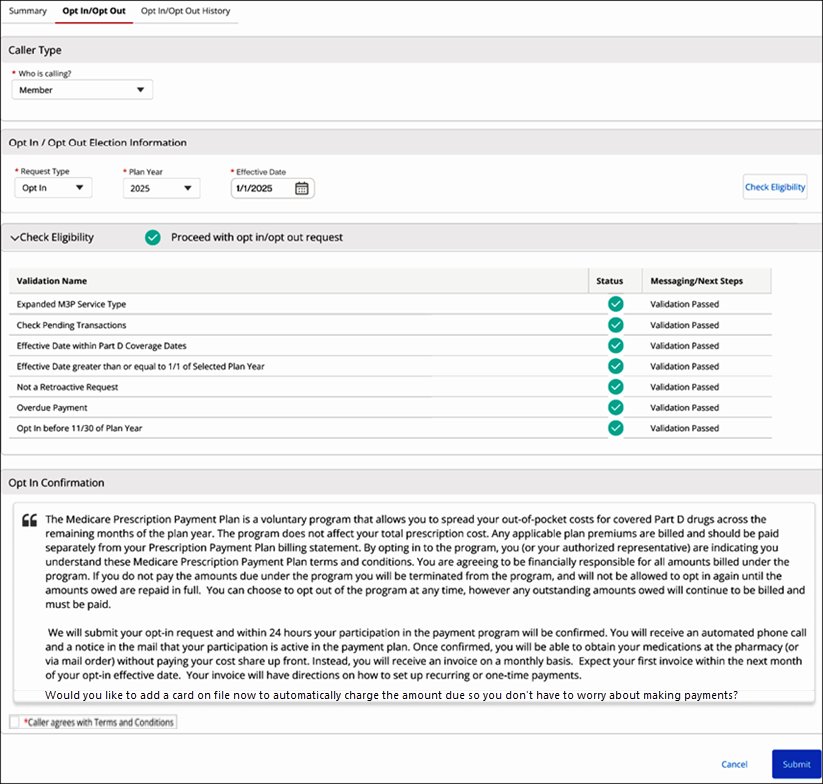 Summary Opt In/Opt Out Opt In/Opt Out History
Caller Type
* Who is calling?
Member
Opt In / Opt Out Election Information
* Request Type * Plan Year * Effective Date
Opt In 2025 1/1/2025 Check Eligibility
Check Eligibility Proceed with opt in/opt out request
Validation Name Status Messaging/Next Steps
Expanded M3P Service Type Validation Passed
Check Pending Transactions Validation Passed
Effective Date within Part D Coverage Dates Validation Passed
Effective Date greater than or equal to 1/1 of Selected Plan Year Validation Passed
Not a Retroactive Request Validation Passed
Overdue Payment Validation Passed
Opt In before 11/30 of Plan Year Validation Passed
Opt In Confirmation
The Medicare Prescription Payment Plan is a voluntary program that allows you to spread your out-of-pocket costs for covered Part D drugs across the
remaining months of the plan year. The program does not affect your total prescription cost. Any applicable plan premiums are billed and should be paid
separately from your Prescription Payment Plan billing statement. By opting in to the program, you (or your authorized representative) are indicating you
understand these Medicare Prescription Payment Plan terms and conditions. You are agreeing to be financially responsible for all amounts billed under the
program. If you do not pay the amounts due under the program you will be terminated from the program, and will not be allowed to opt in again until the
amounts owed are repaid in full. You can choose to opt out of the program at any time, however any outstanding amounts owed will continue to be billed and
must be paid.
We will submit your opt-in request and within 24 hours your participation in the payment program will be confirmed. You will receive an automated phone call
and a notice in the mail that your participation is active in the payment plan. Once confirmed, you will be able to obtain your medications at the pharmacy (or
via mail order) without paying your cost share up front. Instead, you will receive an invoice on a monthly basis. Expect your first invoice within the next month
of your opt-in effective date. Your invoice will have directions on how to set up recurring or one-time payments.
Would you like to add a card on file now to automatically charge the amount due so you don't have to worry about making payments?
*Caller agrees with Terms and Conditions
Cancel Submit